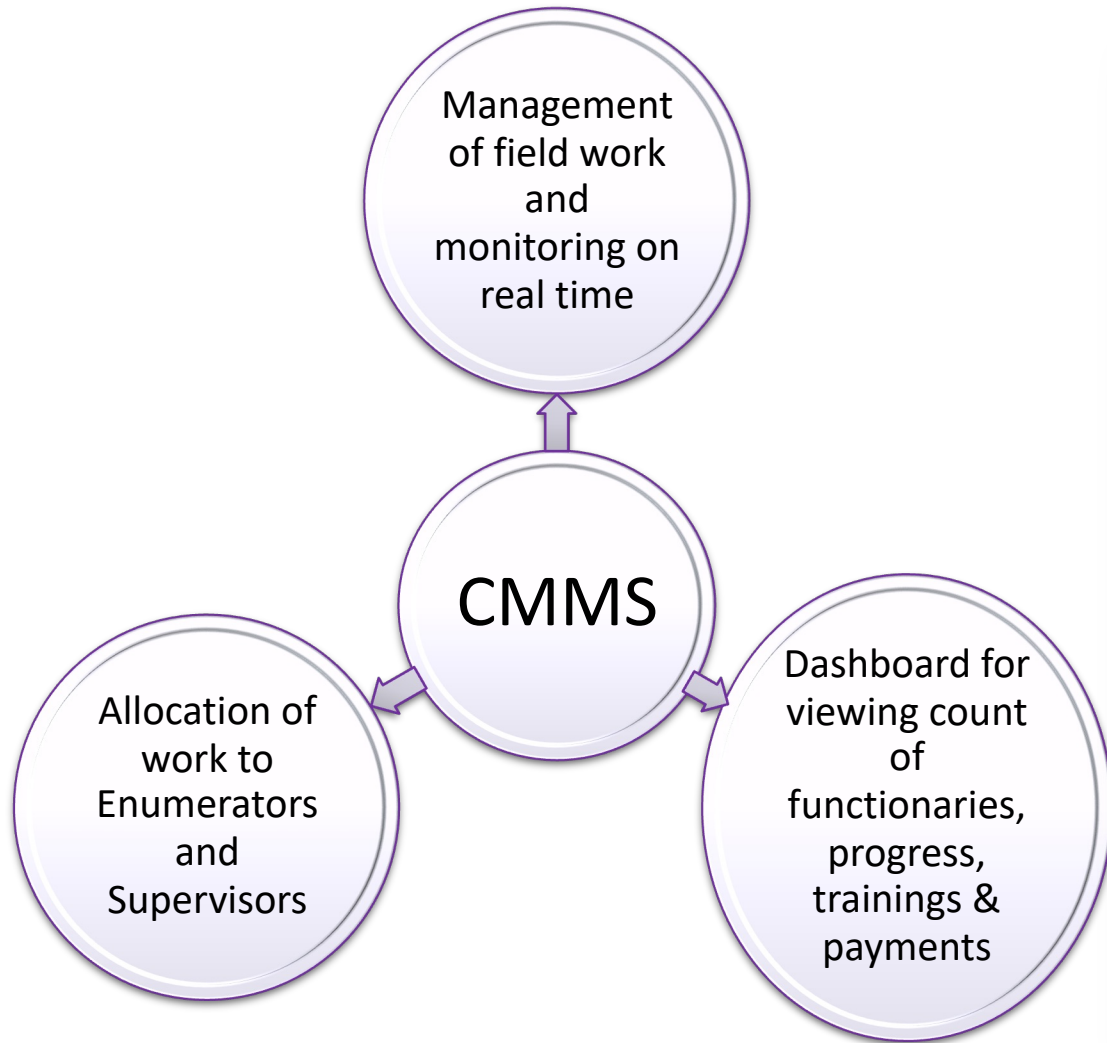 Management
of field work
and
monitoring on
real time
CMMS
Allocation of
work to
Enumerators
and
Supervisors
Dashboard for
viewing count
of
functionaries,
progress,
trainings &
payments